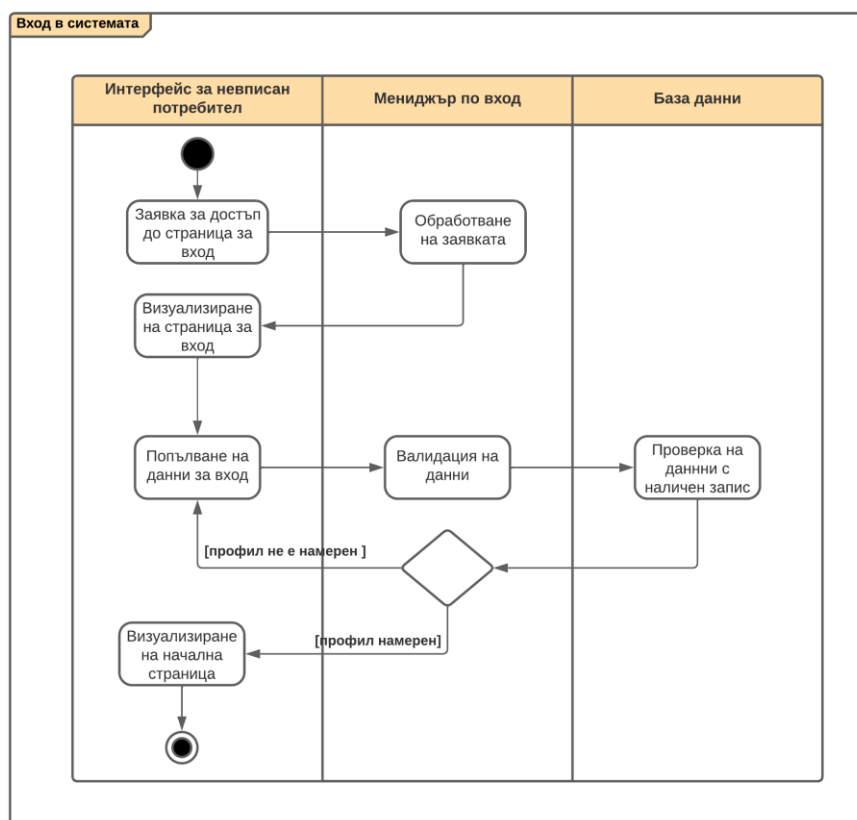 Вход в системата
Интерфейс за невписан
потребител
Мениджър по вход
База данни
Заявка за достъп
до страница за
вход
Обработване
на заявката
Визуализиране
на страница за
вход
Попълване на
данни за вход
Валидация на
данни
Проверка на
даннни с
наличен запис
[профил не е намерен ]
[профил намерен]
Визуализиране
на начална
страница